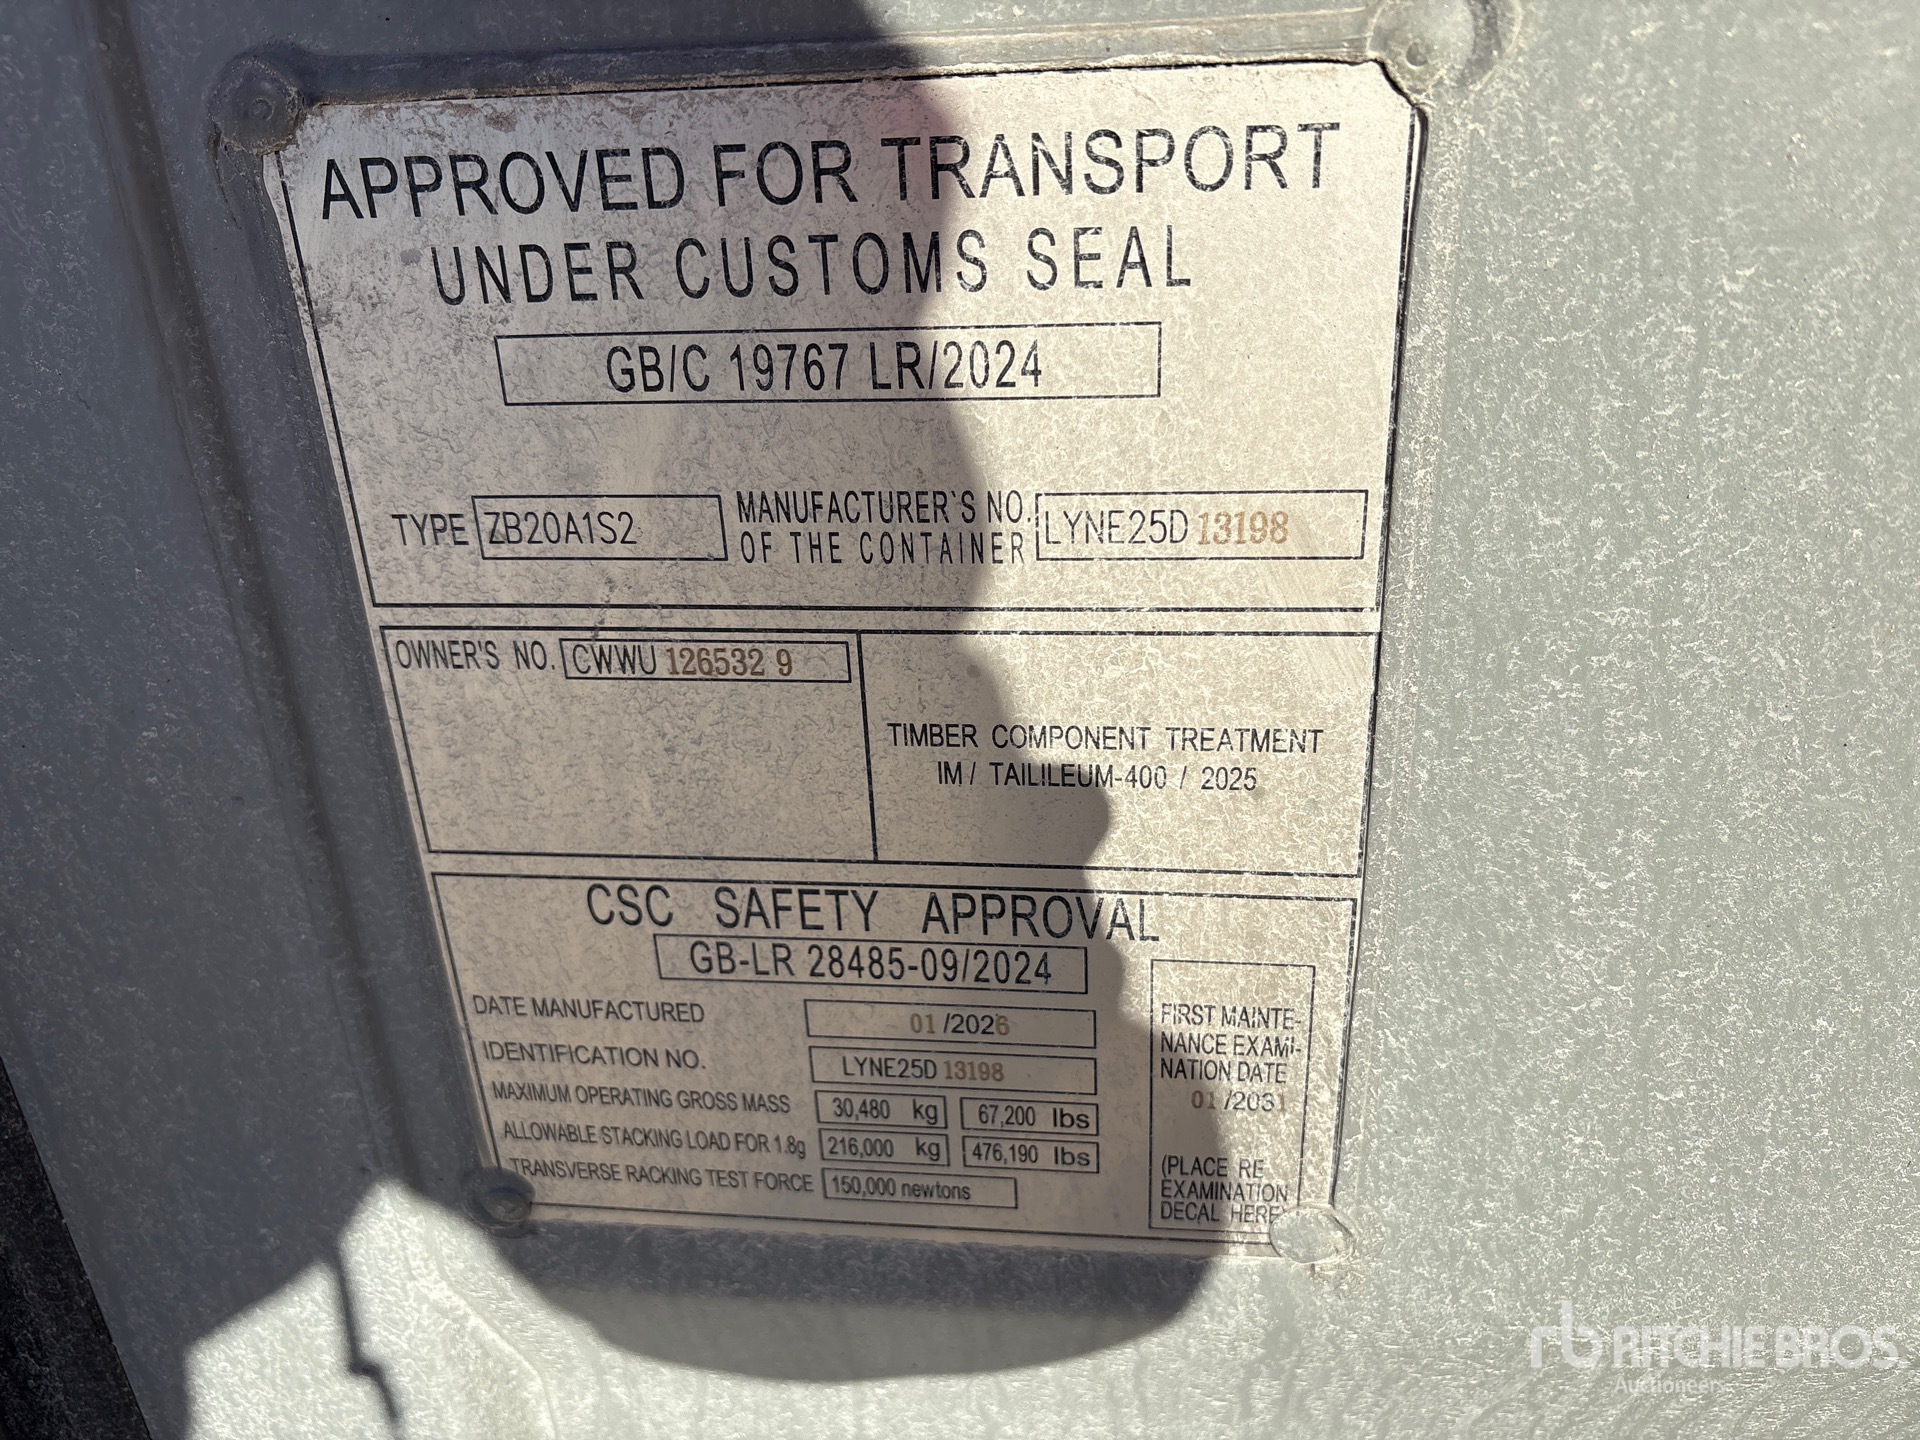 APPROVED FOR TRANSPORT
UNDER CUSTOMS SEAL
GB/C 19767 LR/2024
TYPE ZB20A1S2
MANUFACTURER'S NO.
OF THE CONTAINER
LYNE25D 13198
OWNER'S NO. CWWU 126532 9
TIMBER COMPONENT TREATMENT
IM / TAILILEUM-400 / 2025
CSC SAFETY APPROVAL
GB-LR 28485-09/2024
DATE MANUFACTURED 01 /2026
IDENTIFICATION NO. LYNE25D 13198
MAXIMUM OPERATING GROSS MASS 30,480 kg 67,200 lbs
ALLOWABLE STACKING LOAD FOR 1.8g 216,000 kg 476,190 lbs
TRANSVERSE RACKING TEST FORCE 150,000 newtons
FIRST MAINTE-
NANCE EXAMI-
NATION DATE
01 /2031
(PLACE RE
EXAMINATION
DECAL HERE
rb RITCHIE BROS.
Auctioneers